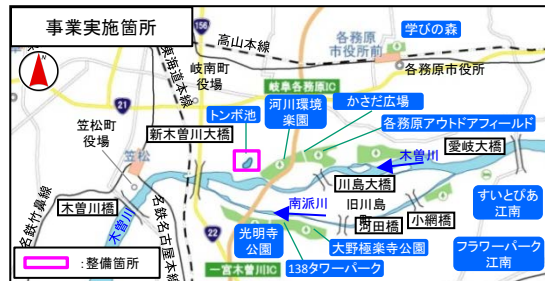 事業実施箇所
156
高山本線
各務原
市役所前
学びの森
東海道本線
岐南町
役場
各務原市役所
岐阜各務原IC
21
トンボ池
河川環境
楽園
かさだ広場
各務原アウトドアフィールド
笠松町
役場
新木曽川大橋
笠松
木曽川
愛岐大橋
川島大橋
木曽川橋
南派川
旧川島
町
河田橋
小網橋
すいとぴあ
江南
名鉄竹鼻線
木曽川
名鉄名古屋本線
22
光明寺
公園
大野極楽寺公園
138タワーパーク
フラワーパーク
江南
:整備箇所
一宮木曽川IC